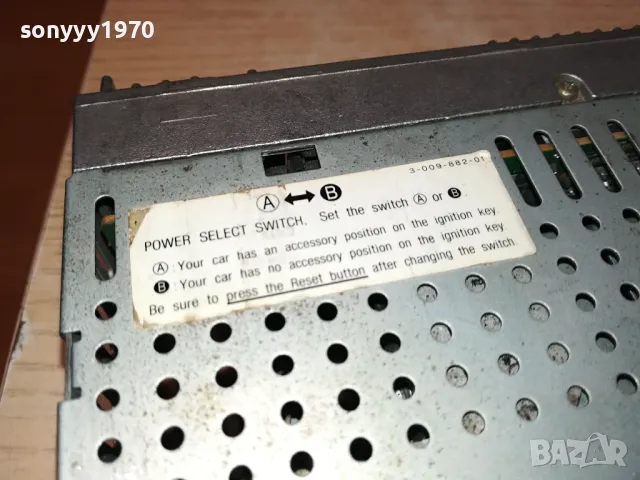 sonyyy1970
3-009-882-01
Ⓐ ↔ 🅑
POWER SELECT SWITCH. Set the switch Ⓐ or 🅑.
Ⓐ: Your car has an accessory position on the ignition key.
🅑: Your car has no accessory position on the ignition key.
Be sure to press the Reset button after changing the switch.
BAZAR